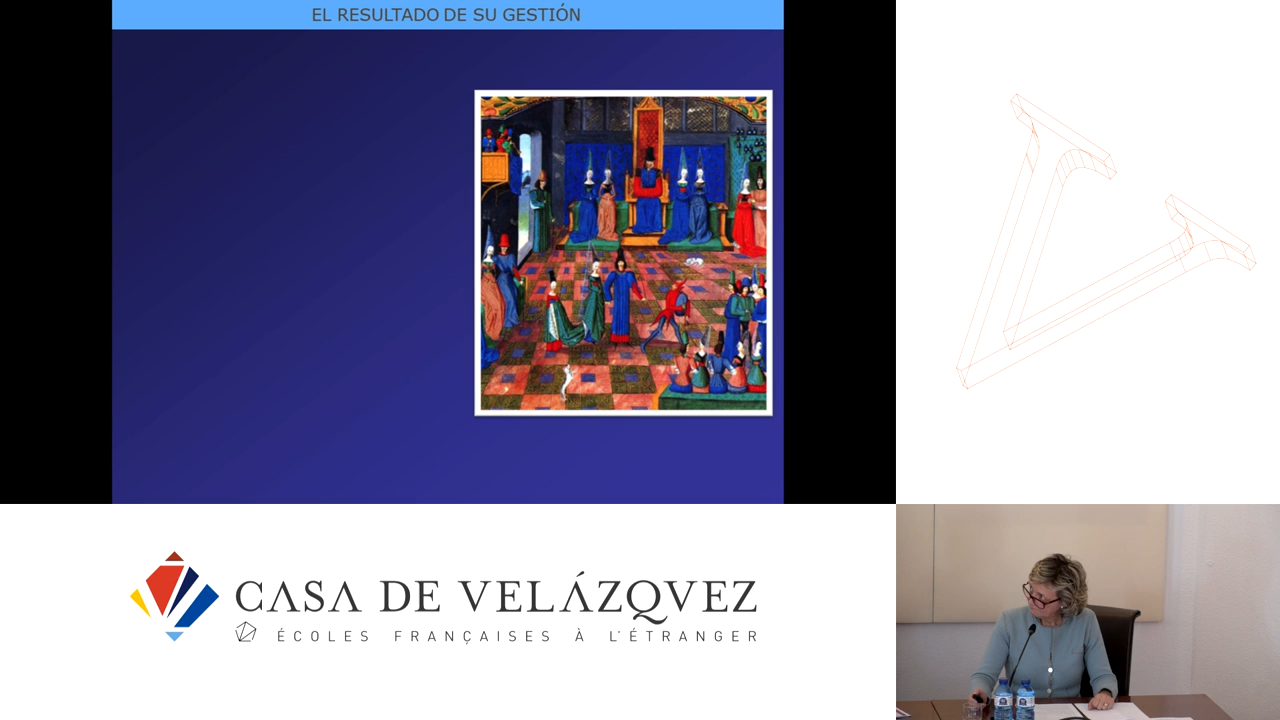 EL RESULTADO DE SU GESTIÓN
CASA DE VELÁZQVEZ
ÉCOLES FRANÇAISES À L'ÉTRANGER